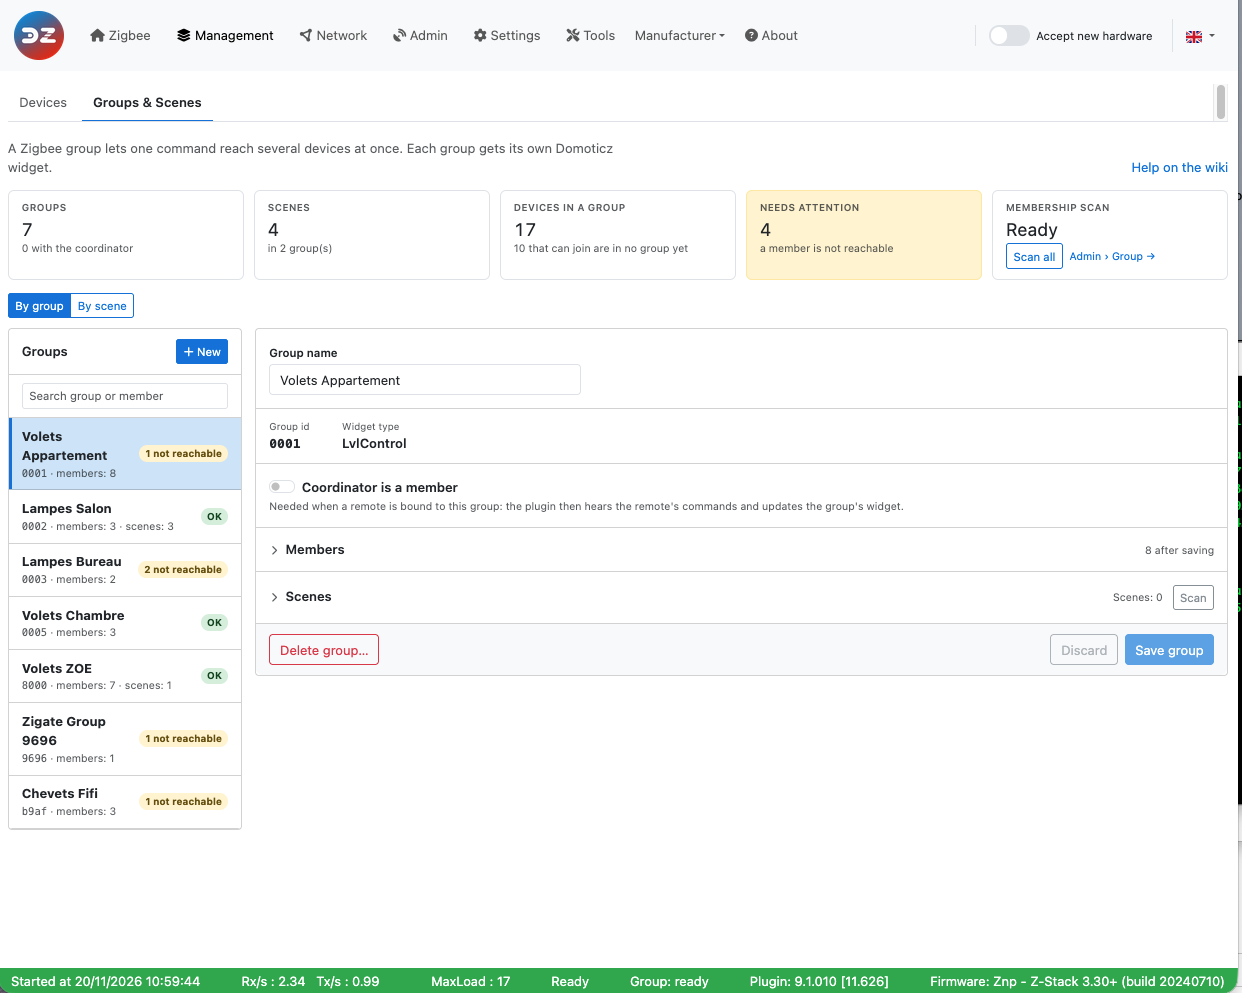 DZ
Zigbee
Management
Network
Admin
Settings
Tools
Manufacturer
About
Accept new hardware
Devices
Groups & Scenes
A Zigbee group lets one command reach several devices at once. Each group gets its own Domoticz
widget.
Help on the wiki
GROUPS
7
0 with the coordinator
SCENES
4
in 2 group(s)
DEVICES IN A GROUP
17
10 that can join are in no group yet
NEEDS ATTENTION
4
a member is not reachable
MEMBERSHIP SCAN
Ready
Scan all
Admin › Group →
By group
By scene
Groups
+ New
Search group or member
Volets
Appartement
1 not reachable
0001 · members: 8
Lampes Salon
0002 · members: 3 · scenes: 3
OK
Lampes Bureau
0003 · members: 2
2 not reachable
Volets Chambre
0005 · members: 3
OK
Volets ZOE
8000 · members: 7 · scenes: 1
OK
Zigate Group
9696
1 not reachable
9696 · members: 1
Chevets Fifi
b9af · members: 3
1 not reachable
Group name
Volets Appartement
Group id
0001
Widget type
LvlControl
Coordinator is a member
Needed when a remote is bound to this group: the plugin then hears the remote's commands and updates the group's widget.
Members
8 after saving
Scenes
Scenes: 0
Scan
Delete group...
Discard
Save group
Started at 20/11/2026 10:59:44
Rx/s : 2.34
Tx/s : 0.99
MaxLoad : 17
Ready
Group: ready
Plugin: 9.1.010 [11.626]
Firmware: Znp - Z-Stack 3.30+ (build 20240710)